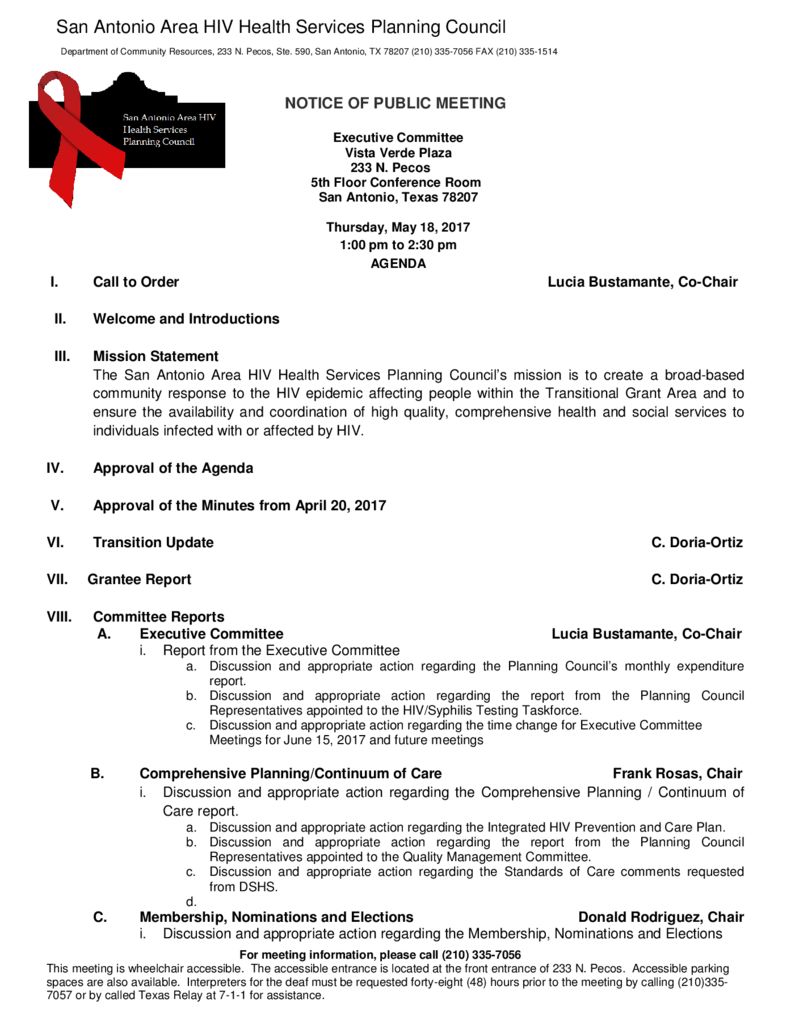 San Antonio Area HIV Health Services Planning Council
Department of Community Resources, 233 N. Pecos, Ste. 590, San Antonio, TX 78207 (210) 335-7056 FAX (210) 335-1514
San Antonio Area HIV
Health Services
Planning Council
NOTICE OF PUBLIC MEETING
Executive Committee
Vista Verde Plaza
233 N. Pecos
5th Floor Conference Room
San Antonio, Texas 78207
Thursday, May 18, 2017
1:00 pm to 2:30 pm
AGENDA
I. Call to Order Lucia Bustamante, Co-Chair
II. Welcome and Introductions
III. Mission Statement
The San Antonio Area HIV Health Services Planning Council's mission is to create a broad-based
community response to the HIV epidemic affecting people within the Transitional Grant Area and to
ensure the availability and coordination of high quality, comprehensive health and social services to
individuals infected with or affected by HIV.
IV. Approval of the Agenda
V. Approval of the Minutes from April 20, 2017
VI. Transition Update C. Doria-Ortiz
VII. Grantee Report C. Doria-Ortiz
VIII. Committee Reports
A. Executive Committee Lucia Bustamante, Co-Chair
i. Report from the Executive Committee
a. Discussion and appropriate action regarding the Planning Council's monthly expenditure
report.
b. Discussion and appropriate action regarding the report from the Planning Council
Representatives appointed to the HIV/Syphilis Testing Taskforce.
c. Discussion and appropriate action regarding the time change for Executive Committee
Meetings for June 15, 2017 and future meetings
B. Comprehensive Planning/Continuum of Care Frank Rosas, Chair
i. Discussion and appropriate action regarding the Comprehensive Planning / Continuum of
Care report.
a. Discussion and appropriate action regarding the Integrated HIV Prevention and Care Plan.
b. Discussion and appropriate action regarding the report from the Planning Council
Representatives appointed to the Quality Management Committee.
c. Discussion and appropriate action regarding the Standards of Care comments requested
from DSHS.
d.
C. Membership, Nominations and Elections Donald Rodriguez, Chair
i. Discussion and appropriate action regarding the Membership, Nominations and Elections
For meeting information, please call (210) 335-7056
This meeting is wheelchair accessible. The accessible entrance is located at the front entrance of 233 N. Pecos. Accessible parking
spaces are also available. Interpreters for the deaf must be requested forty-eight (48) hours prior to the meeting by calling (210)335-
7057 or by called Texas Relay at 7-1-1 for assistance.